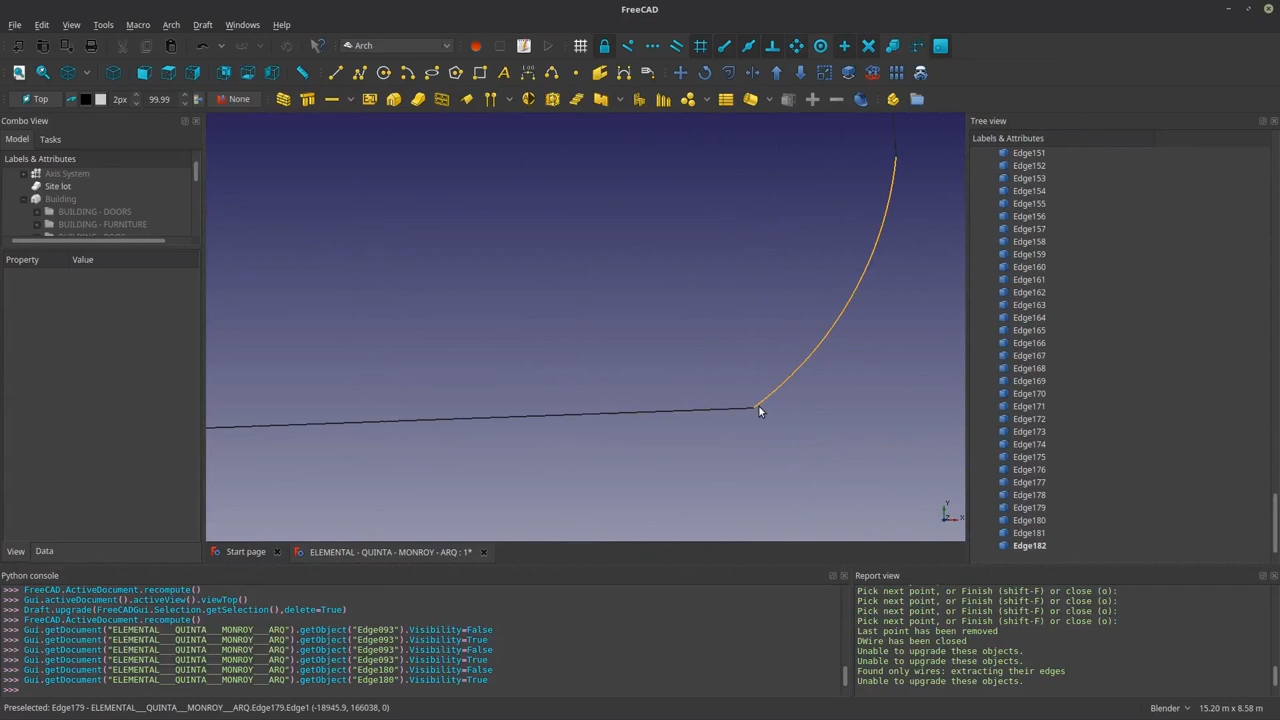 FreeCAD
File Edit View Tools Macro Arch Draft Windows Help
Arch
Top 2px 99.99 None
Combo View
Model Tasks
Labels & Attributes
Axis System
Site lot
Building
BUILDING - DOORS
BUILDING - FURNITURE
Property Value
View Data
Y
X
Start page ELEMENTAL - QUINTA - MONROY - ARQ : 1*
Tree view
Labels & Attributes
Edge151
Edge152
Edge153
Edge154
Edge155
Edge156
Edge157
Edge158
Edge159
Edge160
Edge161
Edge162
Edge163
Edge164
Edge165
Edge166
Edge167
Edge168
Edge169
Edge170
Edge171
Edge172
Edge173
Edge174
Edge175
Edge176
Edge177
Edge178
Edge179
Edge180
Edge181
Edge182
Python console
>>> FreeCAD.ActiveDocument.recompute()
>>> Gui.activeDocument().activeView().viewTop()
>>> Draft.upgrade(FreeCADGui.Selection.getSelection(),delete=True)
>>> FreeCAD.ActiveDocument.recompute()
>>> Gui.getDocument("ELEMENTAL___QUINTA___MONROY___ARQ").getObject("Edge093").Visibility=False
>>> Gui.getDocument("ELEMENTAL___QUINTA___MONROY___ARQ").getObject("Edge093").Visibility=True
>>> Gui.getDocument("ELEMENTAL___QUINTA___MONROY___ARQ").getObject("Edge093").Visibility=False
>>> Gui.getDocument("ELEMENTAL___QUINTA___MONROY___ARQ").getObject("Edge093").Visibility=True
>>> Gui.getDocument("ELEMENTAL___QUINTA___MONROY___ARQ").getObject("Edge180").Visibility=False
>>> Gui.getDocument("ELEMENTAL___QUINTA___MONROY___ARQ").getObject("Edge180").Visibility=True
>>>
Report view
Pick next point, or Finish (shift-F) or close (o):
Pick next point, or Finish (shift-F) or close (o):
Pick next point, or Finish (shift-F) or close (o):
Pick next point, or Finish (shift-F) or close (o):
Last point has been removed
DWire has been closed
Unable to upgrade these objects.
Unable to upgrade these objects.
Found only wires: extracting their edges
Unable to upgrade these objects.
Preselected: Edge179 - ELEMENTAL___QUINTA___MONROY___ARQ.Edge179.Edge1 (-18945.9, 166038, 0)
Blender 15.20 m x 8.58 m